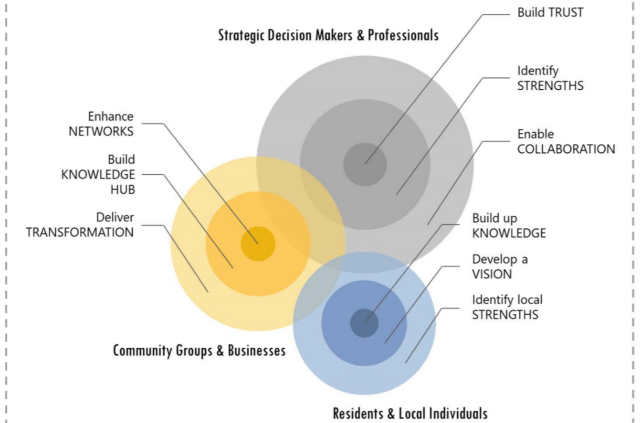 Strategic Decision Makers & Professionals
Build TRUST
Identify
STRENGTHS
Enable
COLLABORATION
Enhance
NETWORKS
Build
KNOWLEDGE
HUB
Deliver
TRANSFORMATION
Community Groups & Businesses
Build up
KNOWLEDGE
Develop a
VISION
Identify local
STRENGTHS
Residents & Local Individuals